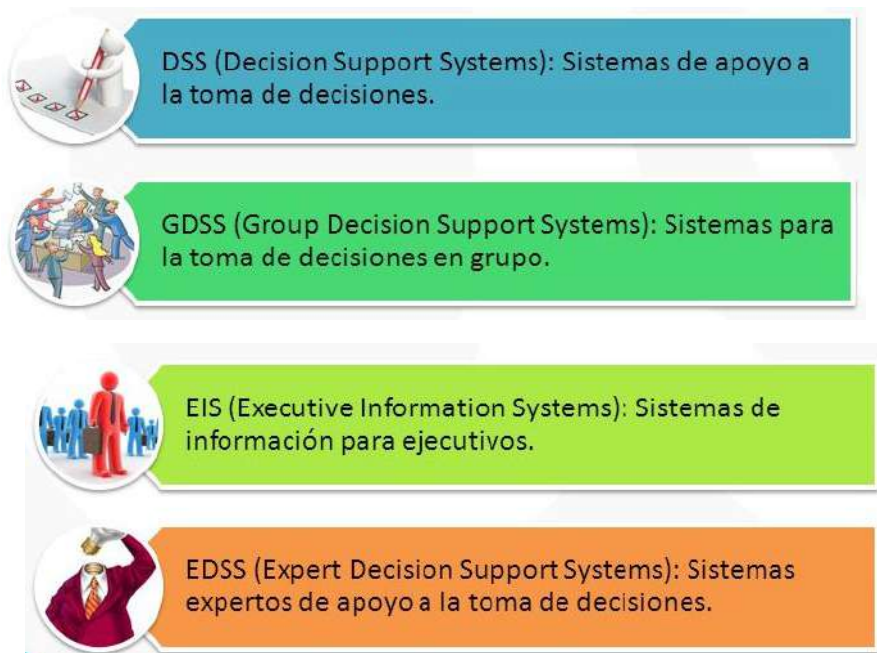 DSS (Decision Support Systems): Sistemas de apoyo a
la toma de decisiones.
GDSS (Group Decision Support Systems): Sistemas para
la toma de decisiones en grupo.
EIS (Executive Information Systems): Sistemas de
información para ejecutivos.
EDSS (Expert Decision Support Systems): Sistemas
expertos de apoyo a la toma de decisiones.